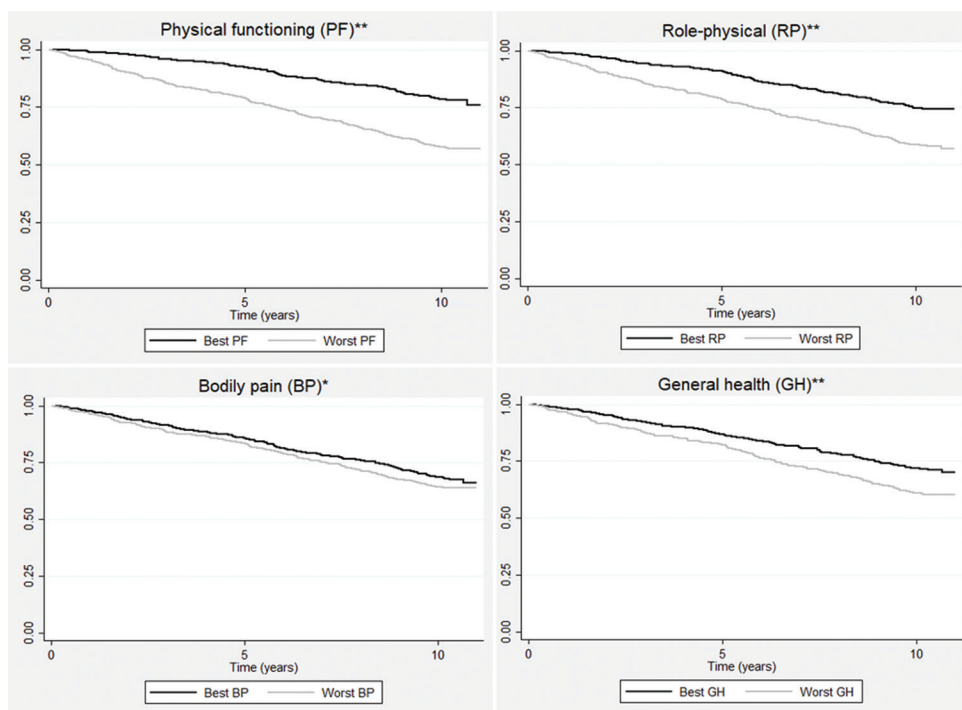 Physical functioning (PF)**
1.00
0.75
0.50
0.25
0.00
0 5 10
Time (years)
Best PF Worst PF
Role-physical (RP)**
1.00
0.75
0.50
0.25
0.00
0 5 10
Time (years)
Best RP Worst RP
Bodily pain (BP)*
1.00
0.75
0.50
0.25
0.00
0 5 10
Time (years)
Best BP Worst BP
General health (GH)**
1.00
0.75
0.50
0.25
0.00
0 5 10
Time (years)
Best GH Worst GH